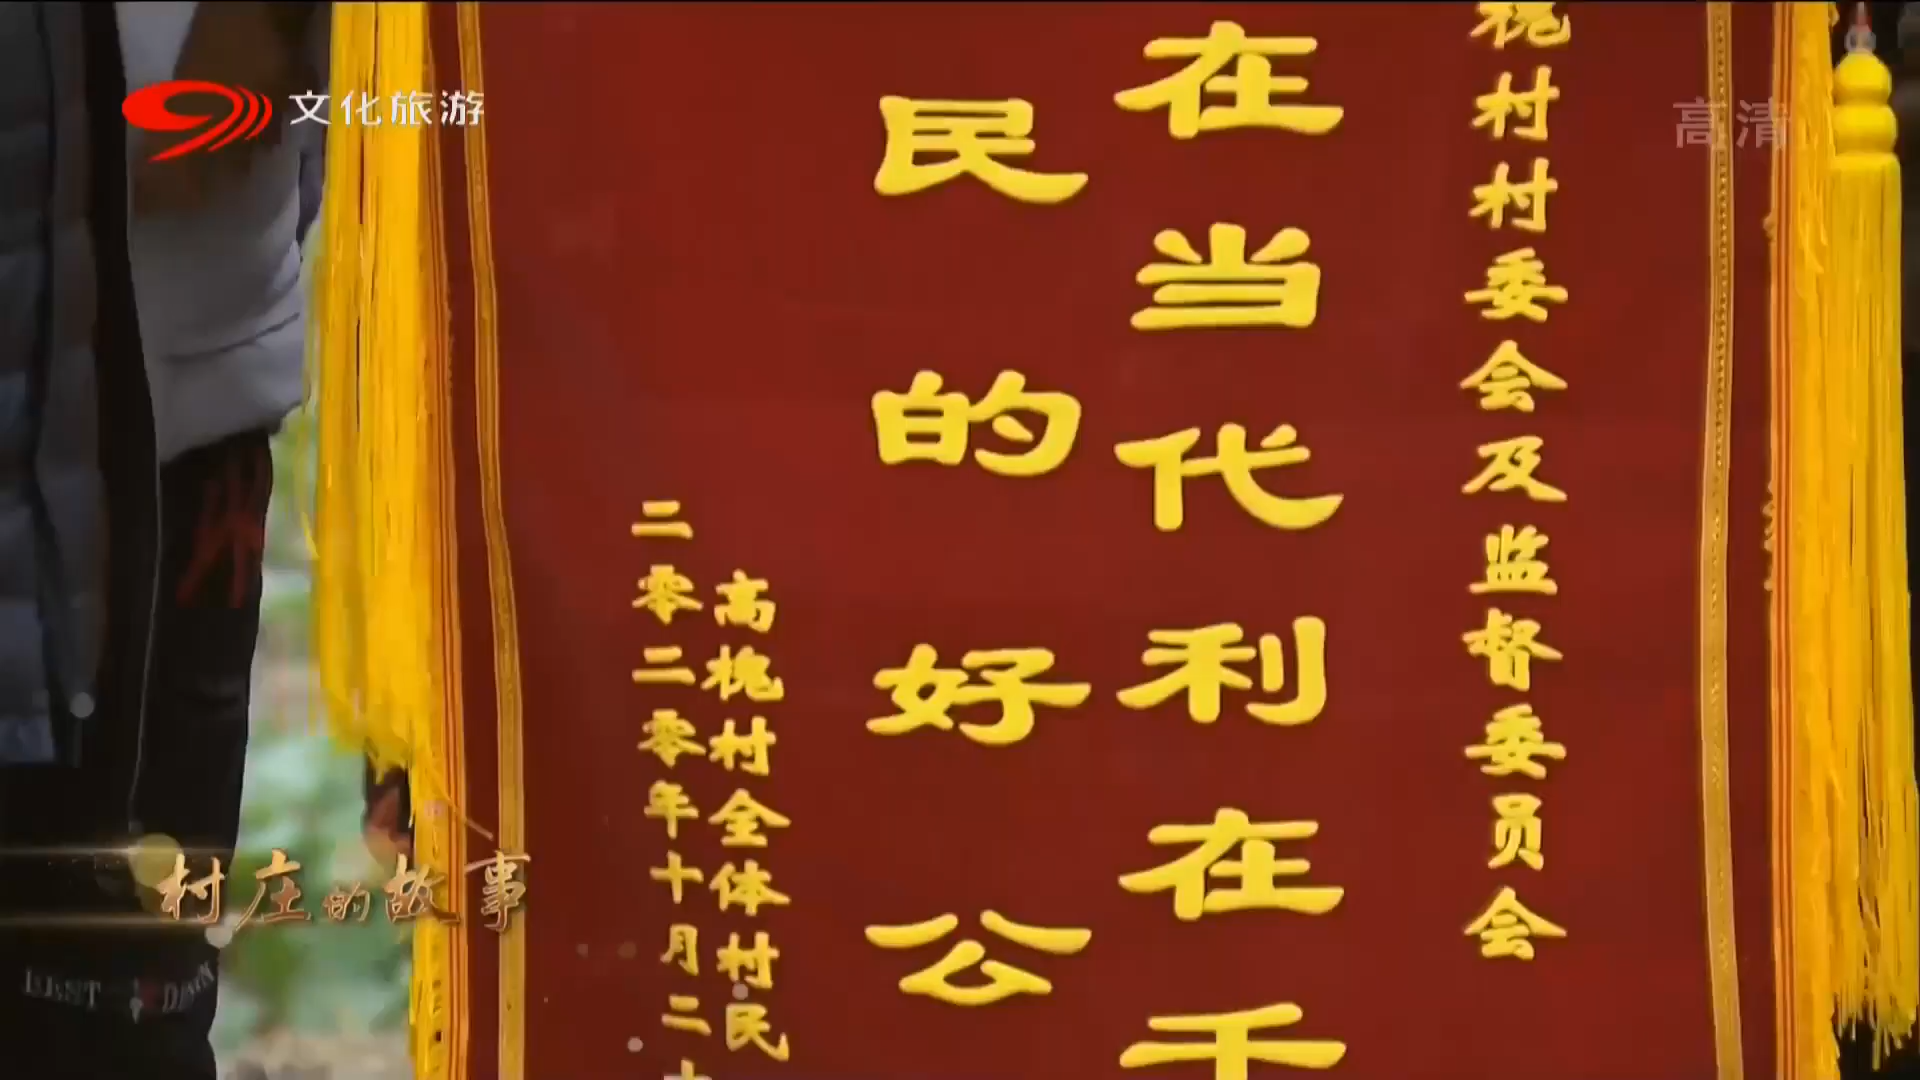 文化旅游
高清
槐村村委会及监督委员会
在当代利在千
民的好公
高槐村全体村民
二零二零年十月二十
村庄的故事